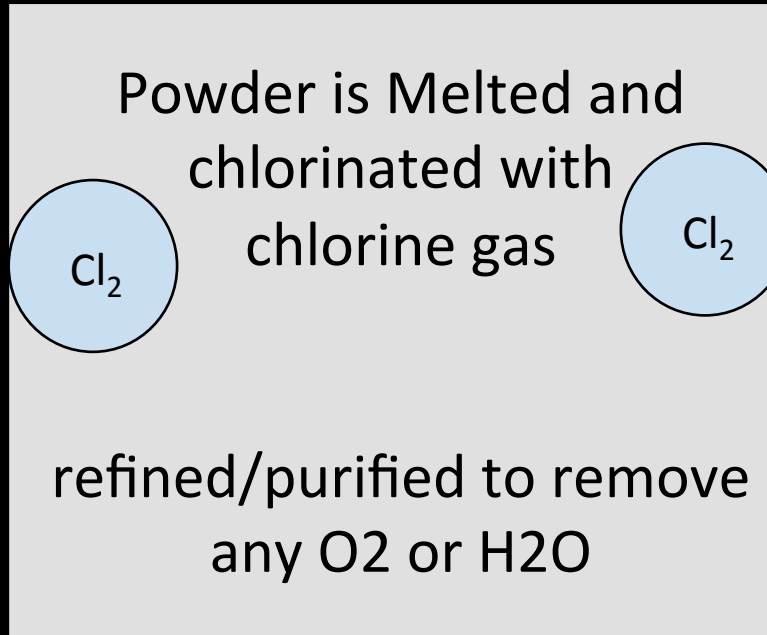 Powder is Melted and
chlorinated with
Cl₂
chlorine gas
Cl₂
refined/purified to remove
any O2 or H2O